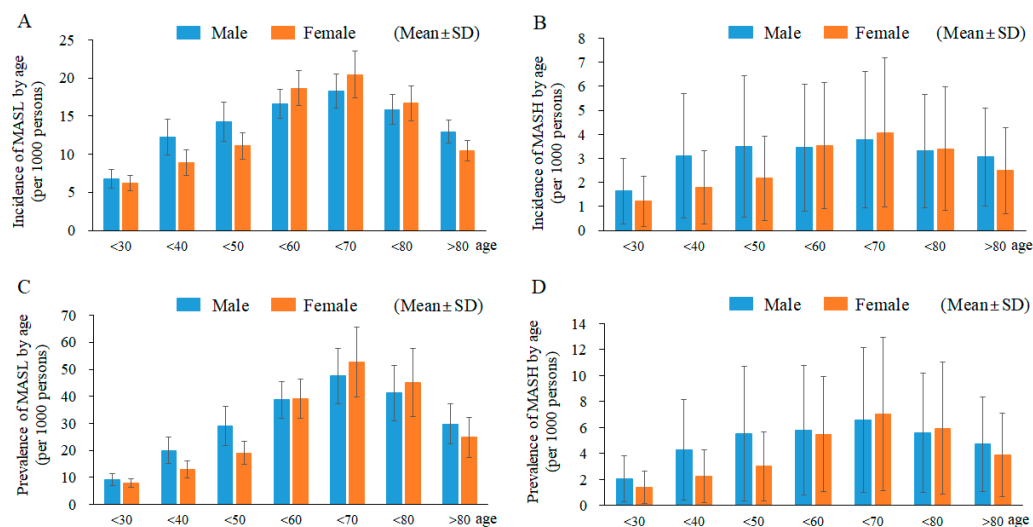 A
Male Female (Mean±SD)
Incidence of MASL by age
(per 1000 persons)
25
20
15
10
5
0
<30 <40 <50 <60 <70 <80 >80 age
B
Male Female (Mean±SD)
Incidence of MASH by age
(per 1000 persons)
8
7
6
5
4
3
2
1
0
<30 <40 <50 <60 <70 <80 >80 age
C
Male Female (Mean±SD)
Prevalence of MASL by age
(per 1000 persons)
70
60
50
40
30
20
10
0
<30 <40 <50 <60 <70 <80 >80 age
D
Male Female (Mean±SD)
Prevalence of MASH by age
(per 1000 persons)
14
12
10
8
6
4
2
0
<30 <40 <50 <60 <70 <80 >80 age